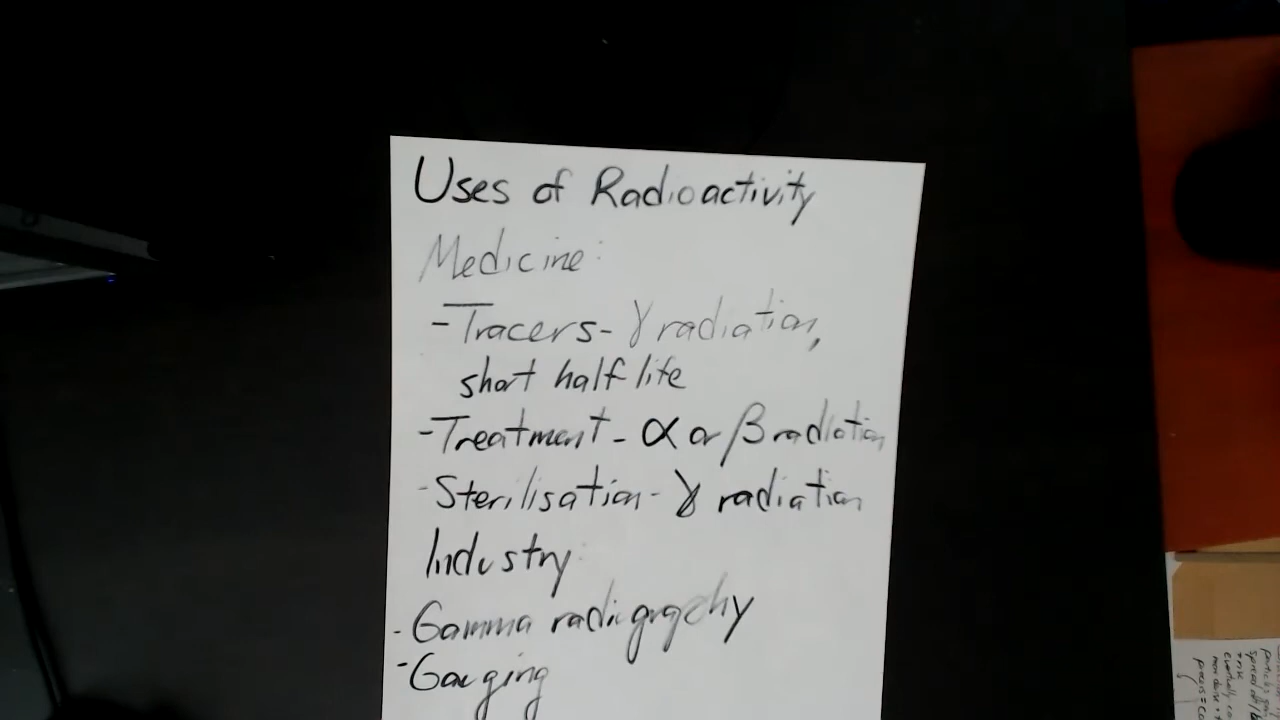 Uses of Radioactivity
Medicine:
- Tracers - γ radiation,
short half life
- Treatment - α or β radiation
- Sterilisation - γ radiation
Industry:
- Gamma radiography
- Gauging